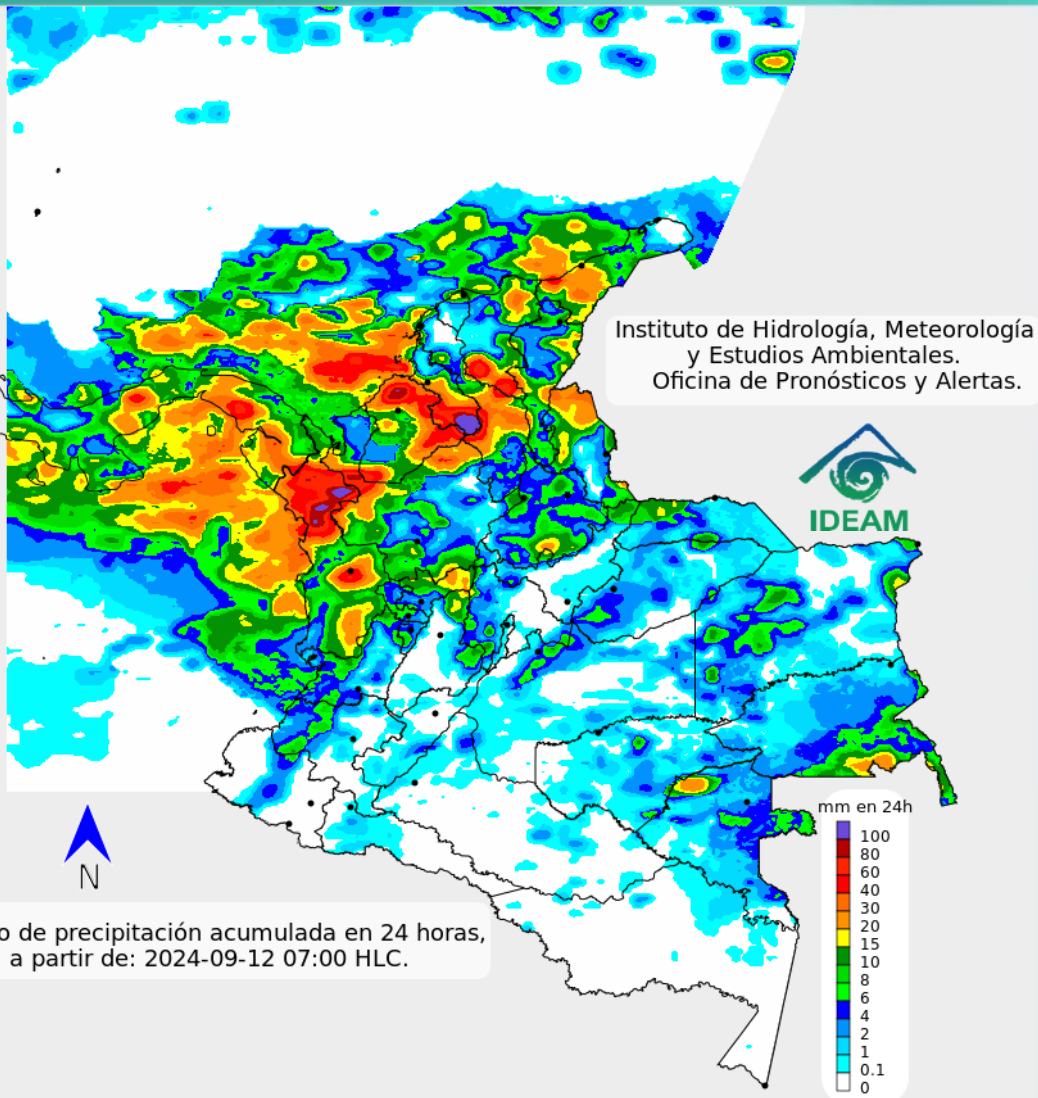 Instituto de Hidrología, Meteorología
y Estudios Ambientales.
Oficina de Pronósticos y Alertas.
IDEAM
mm en 24h
100
80
60
40
30
20
15
10
8
6
4
2
1
0.1
0
N
o de precipitación acumulada en 24 horas,
a partir de: 2024-09-12 07:00 HLC.